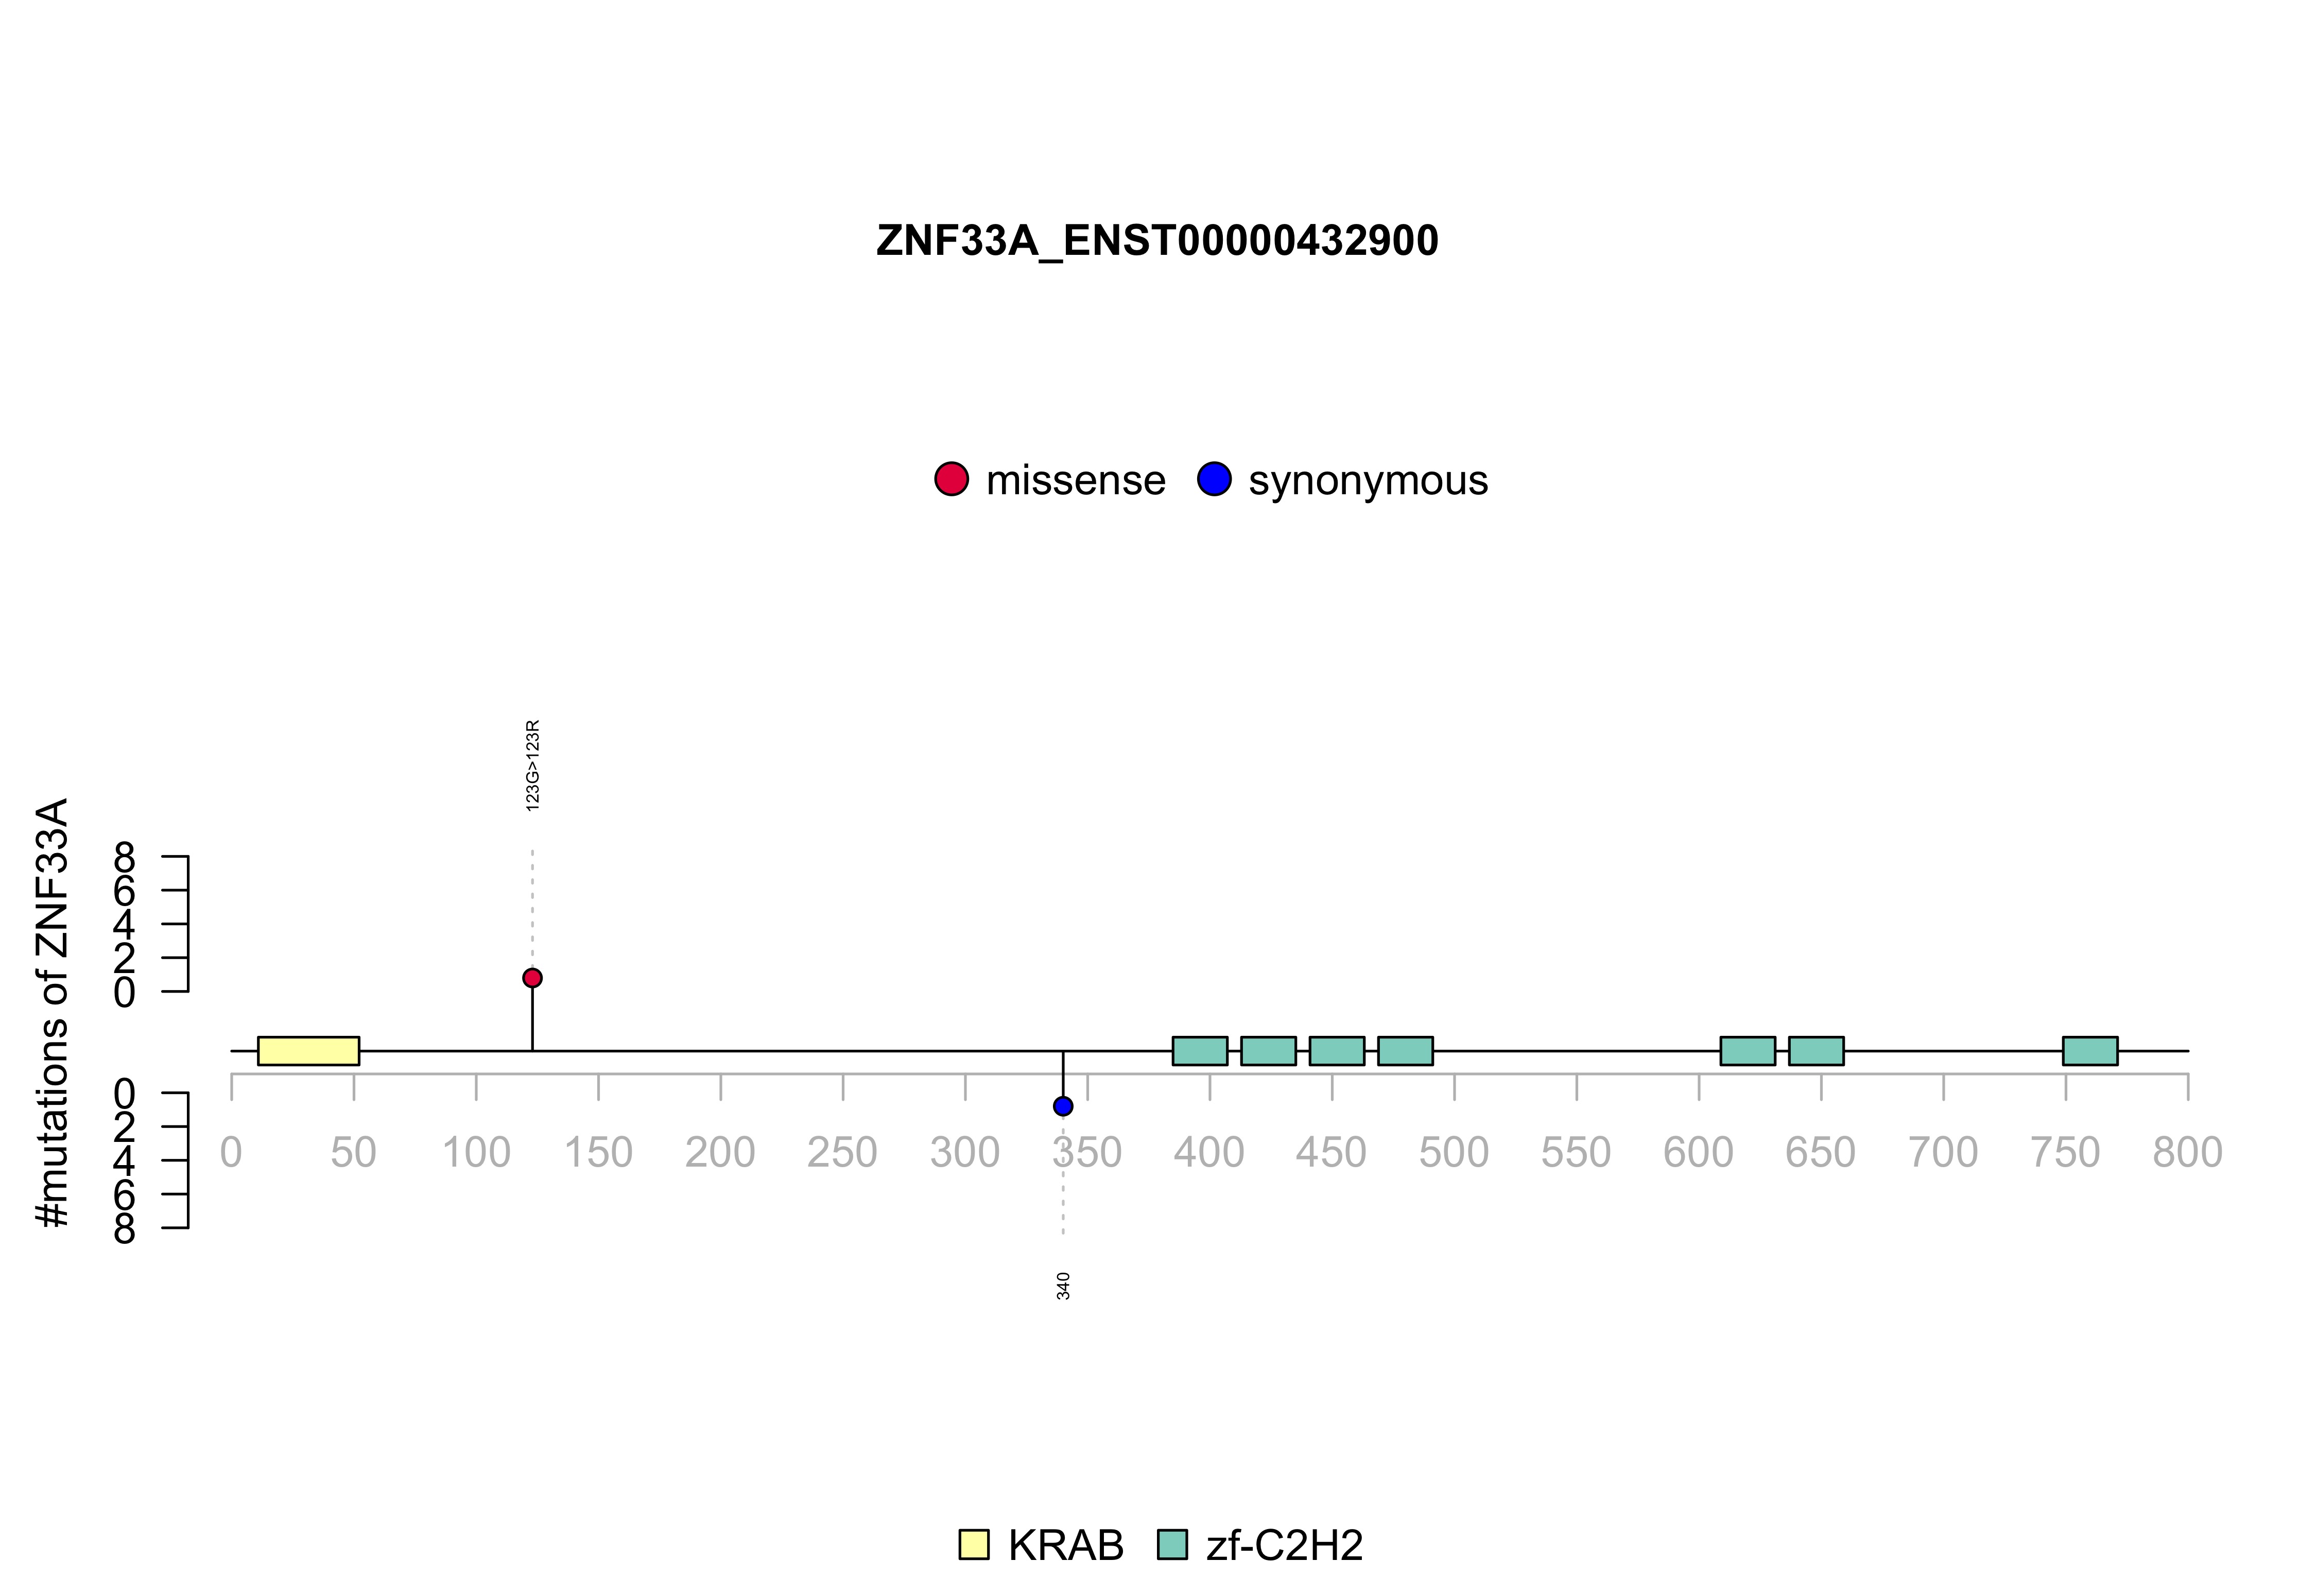 ZNF33A_ENST00000432900
missense synonymous
123G>123R
#mutations of ZNF33A
8
6
4
2
0
0
2
4
6
8
0 50 100 150 200 250 300 350 400 450 500 550 600 650 700 750 800
340
KRAB zf-C2H2